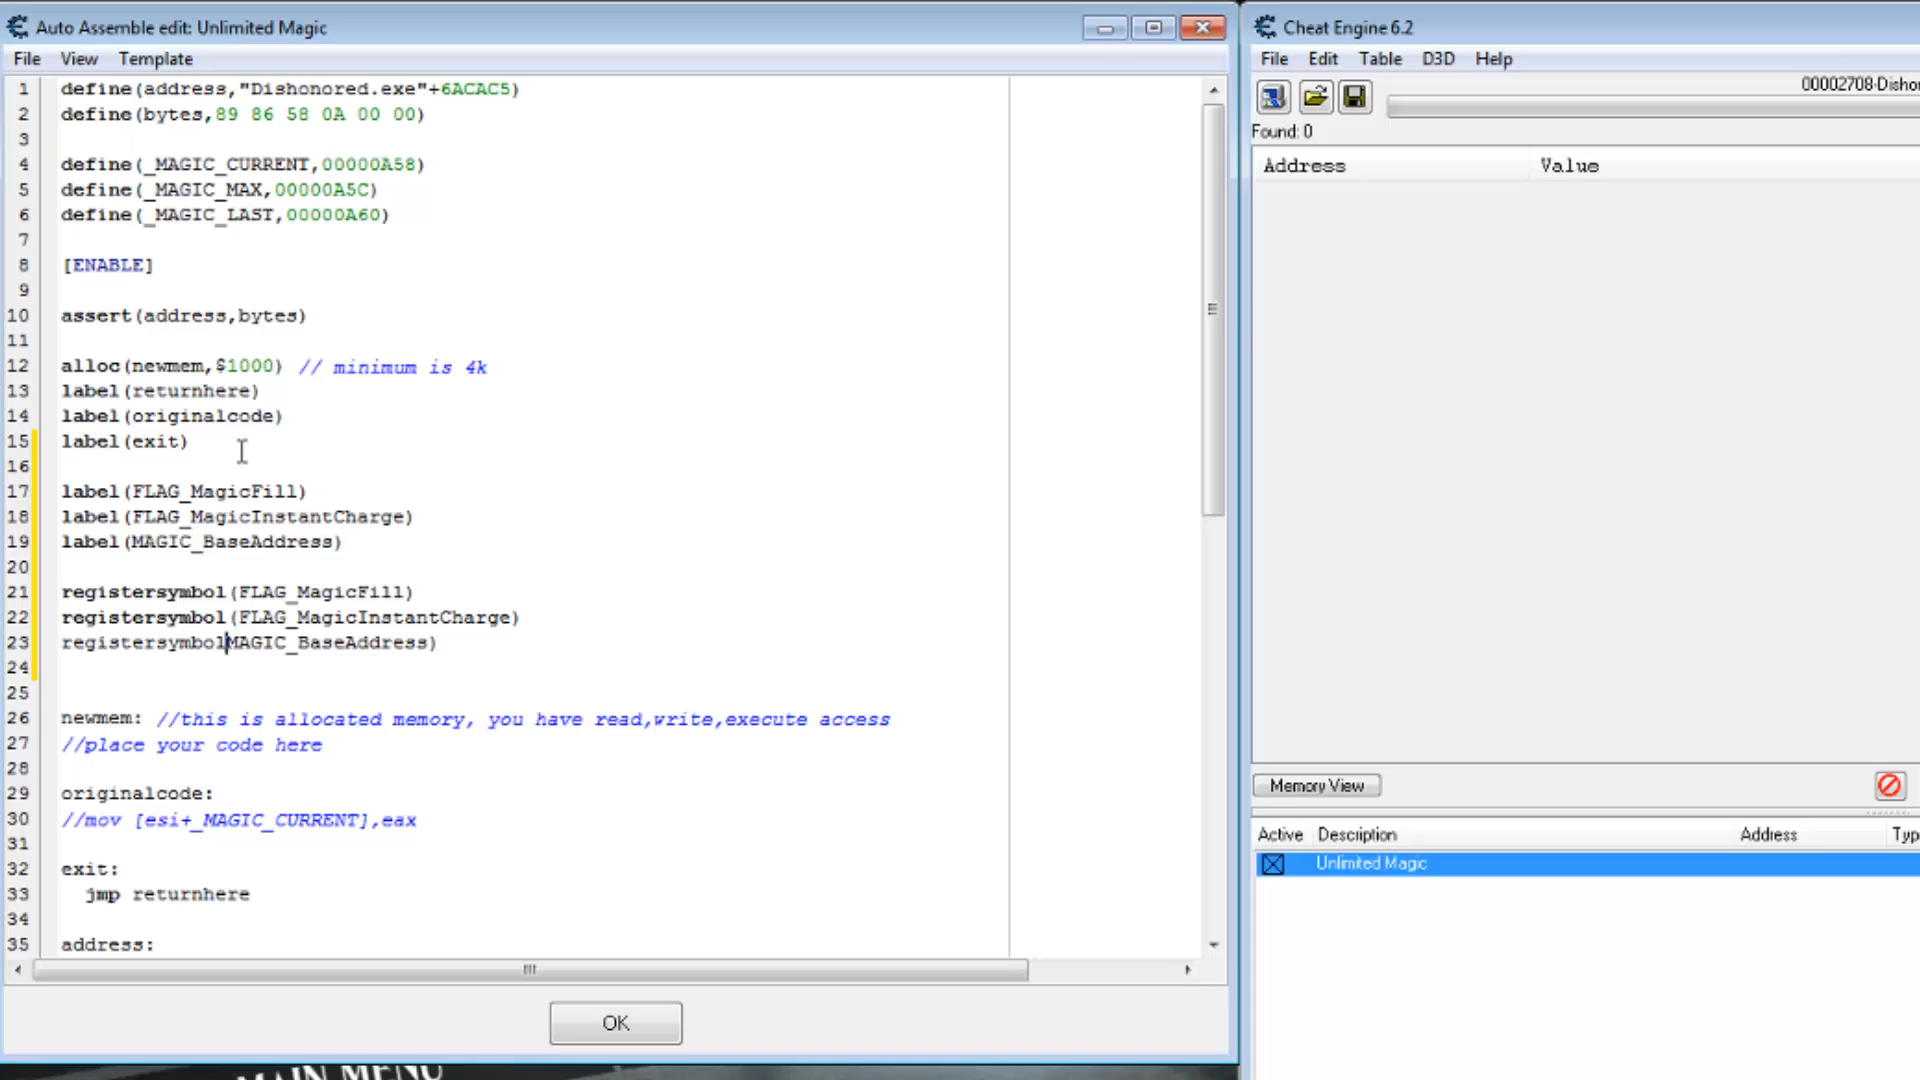 Auto Assemble edit: Unlimited Magic
File View Template
1 define(address,"Dishonored.exe"+6ACAC5)
2 define(bytes,89 86 58 0A 00 00)
3
4 define(_MAGIC_CURRENT,00000A58)
5 define(_MAGIC_MAX,00000A5C)
6 define(_MAGIC_LAST,00000A60)
7
8 [ENABLE]
9
10 assert(address,bytes)
11
12 alloc(newmem,$1000) // minimum is 4k
13 label(returnhere)
14 label(originalcode)
15 label(exit)
16
17 label(FLAG_MagicFill)
18 label(FLAG_MagicInstantCharge)
19 label(MAGIC_BaseAddress)
20
21 registersymbol(FLAG_MagicFill)
22 registersymbol(FLAG_MagicInstantCharge)
23 registersymbolMAGIC_BaseAddress)
24
25
26 newmem: //this is allocated memory, you have read,write,execute access
27 //place your code here
28
29 originalcode:
30 //mov [esi+_MAGIC_CURRENT],eax
31
32 exit:
33 jmp returnhere
34
35 address:
OK
MAIN MENU
Cheat Engine 6.2
File Edit Table D3D Help
00002708-Dishor
Found: 0
Address Value
Memory View
Active Description Address Typ
Unlimited Magic